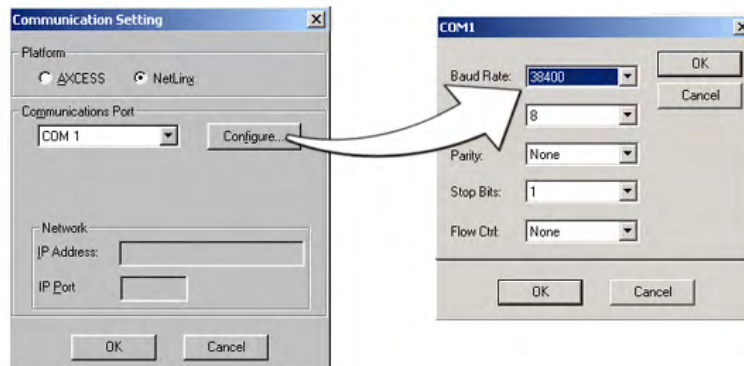 Communication Setting
Platform
AXCESS
NetLinx
Communications Port
COM 1
Configure...
Network
IP Address:
IP Port
OK
Cancel
COM1
Baud Rate:
38400
OK
Cancel
8
Parity:
None
Stop Bits:
1
Flow Ctrl:
None
OK
Cancel